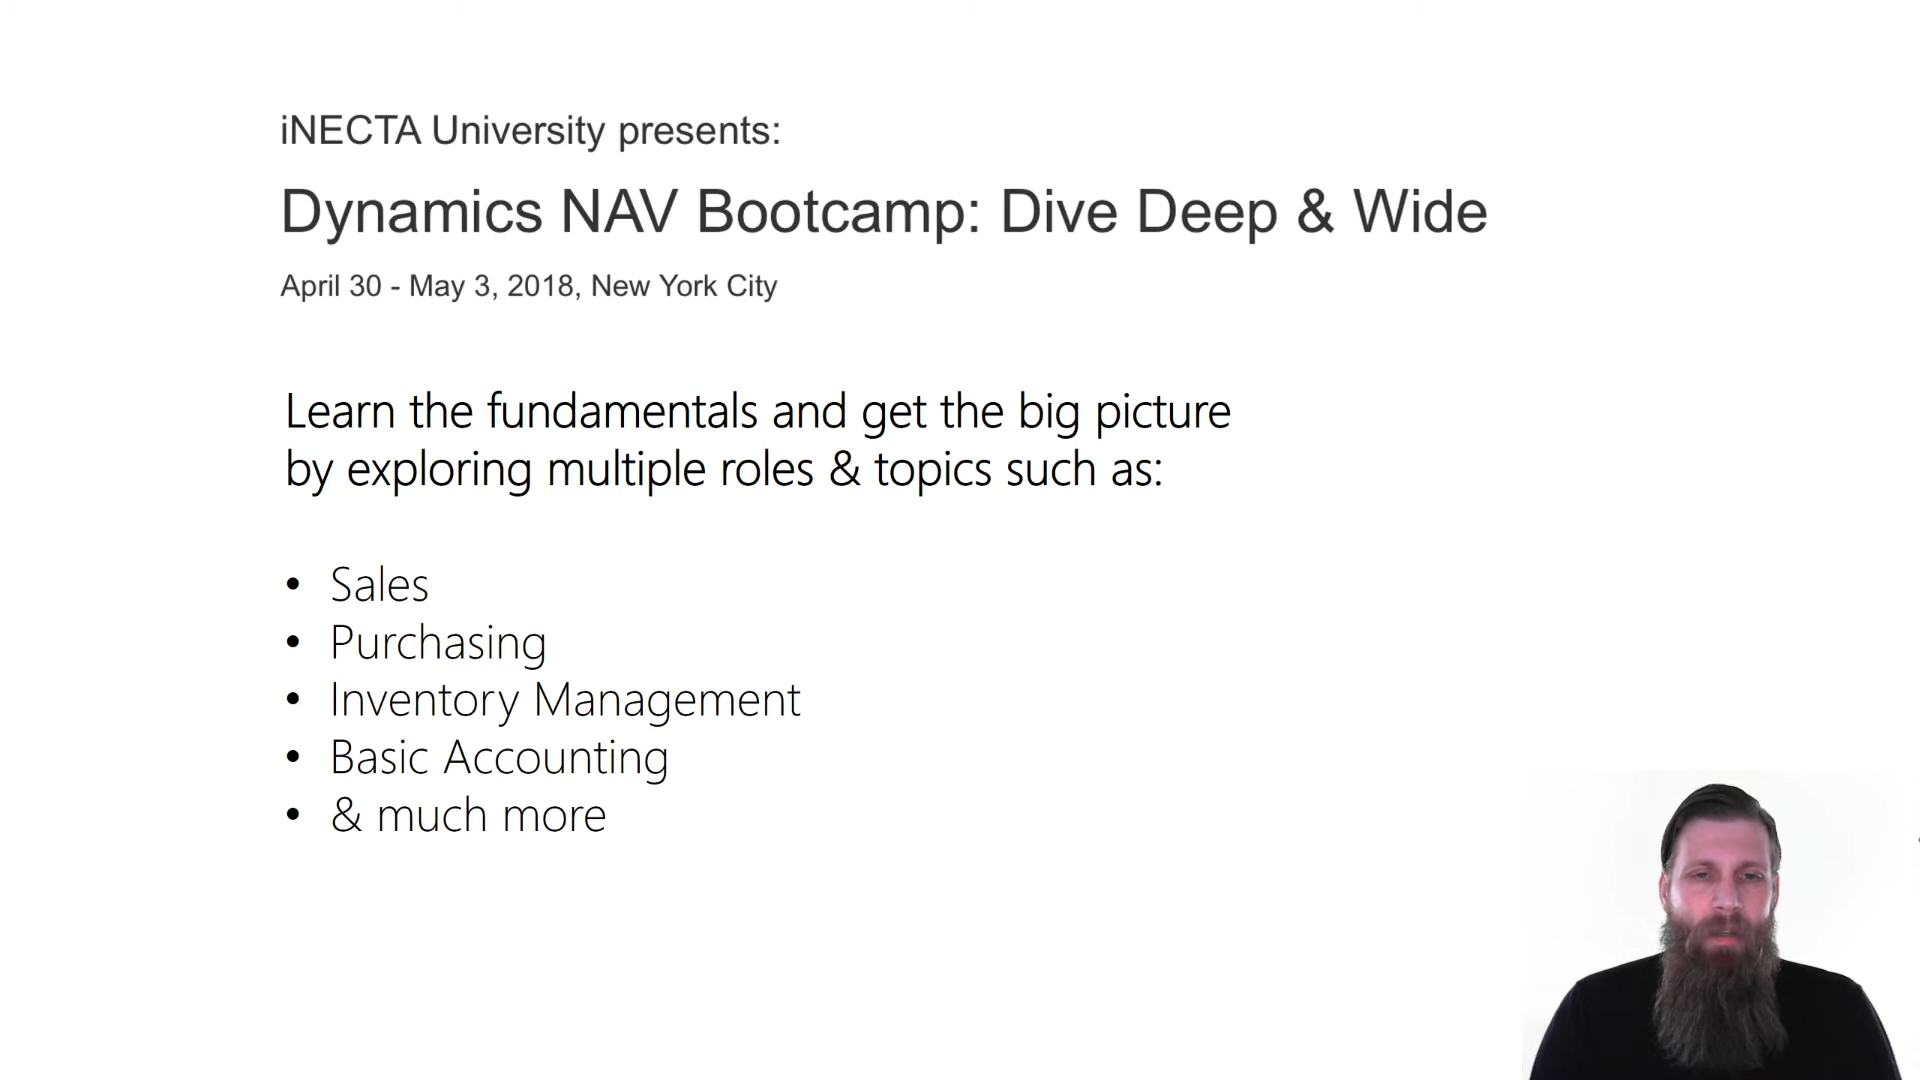 iNECTA University presents:
Dynamics NAV Bootcamp: Dive Deep & Wide
April 30 - May 3, 2018, New York City
Learn the fundamentals and get the big picture
by exploring multiple roles & topics such as:
• Sales
• Purchasing
• Inventory Management
• Basic Accounting
• & much more